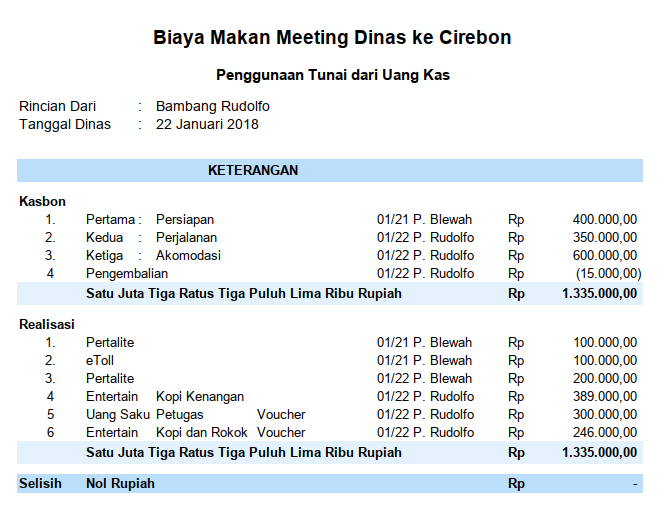 Biaya Makan Meeting Dinas ke Cirebon
Penggunaan Tunai dari Uang Kas
Rincian Dari : Bambang Rudolfo
Tanggal Dinas : 22 Januari 2018
KETERANGAN
Kasbon
1. Pertama : Persiapan 01/21 P. Blewah Rp 400.000,00
2. Kedua : Perjalanan 01/22 P. Rudolfo Rp 350.000,00
3. Ketiga : Akomodasi 01/22 P. Rudolfo Rp 600.000,00
4 Pengembalian 01/22 P. Rudolfo Rp (15.000,00)
Satu Juta Tiga Ratus Tiga Puluh Lima Ribu Rupiah Rp 1.335.000,00
Realisasi
1. Pertalite 01/21 P. Blewah Rp 100.000,00
2. eToll 01/21 P. Blewah Rp 100.000,00
3. Pertalite 01/22 P. Blewah Rp 200.000,00
4 Entertain Kopi Kenangan 01/22 P. Rudolfo Rp 389.000,00
5 Uang Saku Petugas Voucher 01/22 P. Rudolfo Rp 300.000,00
6 Entertain Kopi dan Rokok Voucher 01/22 P. Rudolfo Rp 246.000,00
Satu Juta Tiga Ratus Tiga Puluh Lima Ribu Rupiah Rp 1.335.000,00
Selisih Nol Rupiah Rp -